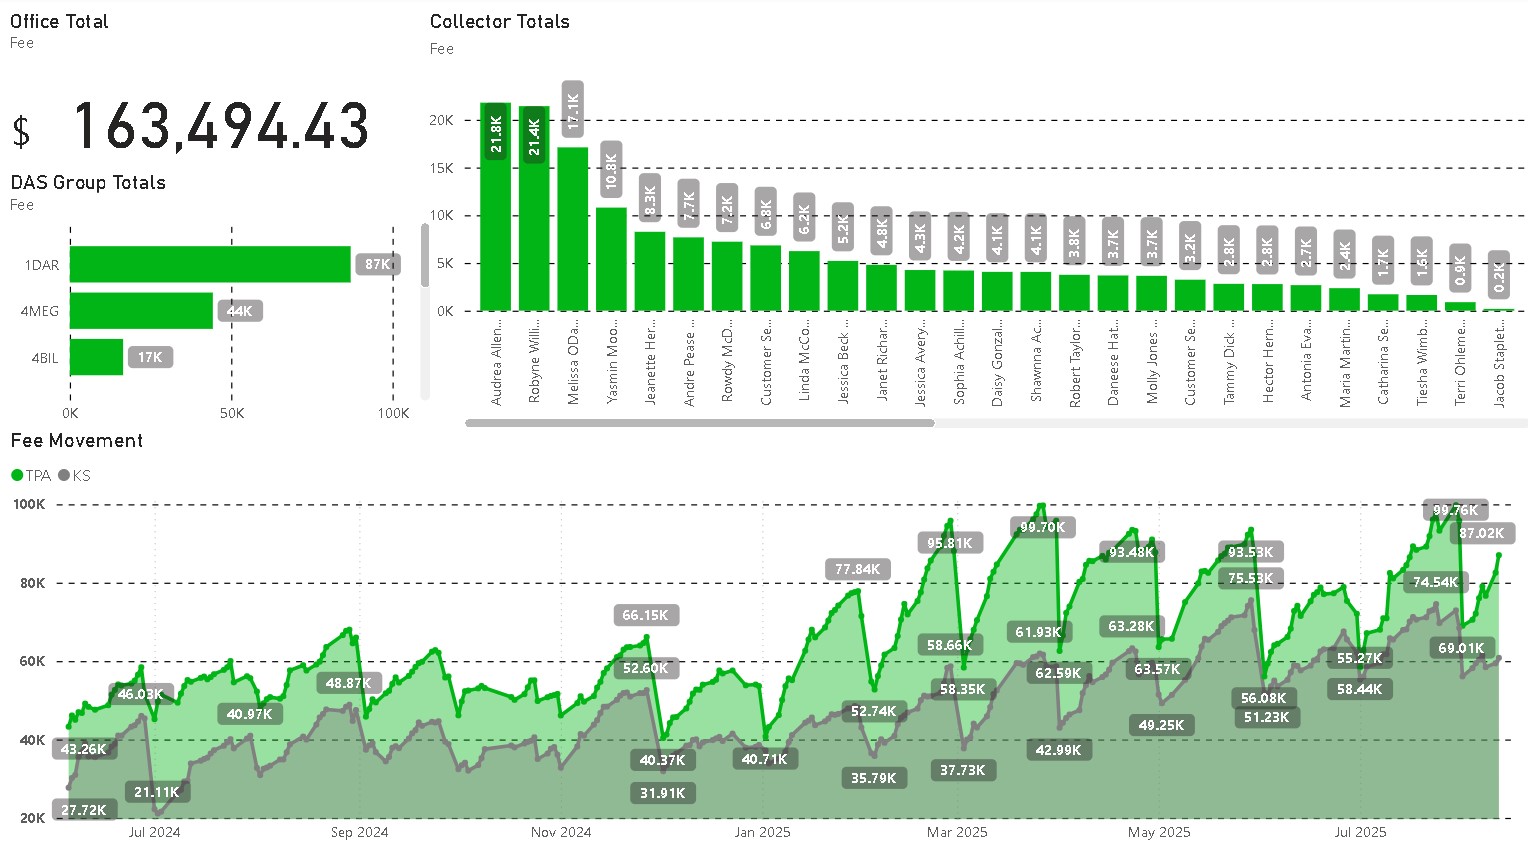 Office Total
Fee
$ 163,494.43
DAS Group Totals
Fee
1DAR 87K
4MEG 44K
4BIL 17K
0K 50K 100K
Collector Totals
Fee
20K
15K
10K
5K
0K
21.8K 21.4K 17.1K 10.8K 8.3K 7.7K 7.2K 6.8K 6.2K 5.2K 4.8K 4.3K 4.2K 4.1K 4.1K 3.8K 3.7K 3.7K 3.2K 2.8K 2.8K 2.7K 2.4K 1.7K 1.6K 0.9K 0.2K
Audrea Allen...
Robyne Willi...
Melissa ODa...
Yasmin Moo...
Jeanette Her...
Andre Pease ...
Rowdy McD...
Customer Se...
Linda McCo...
Jessica Beck ...
Janet Richar...
Jessica Avery...
Sophia Achill...
Daisy Gonzal...
Shawnna Ac...
Robert Taylor...
Daneese Hat...
Molly Jones ...
Customer Se...
Tammy Dick ...
Hector Hern...
Antonia Eva...
Maria Martin...
Catharina Se...
Tiesha Wimb...
Terri Ohleme...
Jacob Staplet...
Fee Movement
TPA KS
100K
80K
60K
40K
20K
43.26K
27.72K
46.03K
21.11K
40.97K
48.87K
66.15K
52.60K
40.37K
31.91K
40.71K
77.84K
52.74K
35.79K
95.81K
58.66K
58.35K
37.73K
99.70K
61.93K
62.59K
42.99K
93.48K
63.28K
63.57K
49.25K
93.53K
75.53K
56.08K
51.23K
55.27K
58.44K
99.76K
87.02K
74.54K
69.01K
Jul 2024 Sep 2024 Nov 2024 Jan 2025 Mar 2025 May 2025 Jul 2025